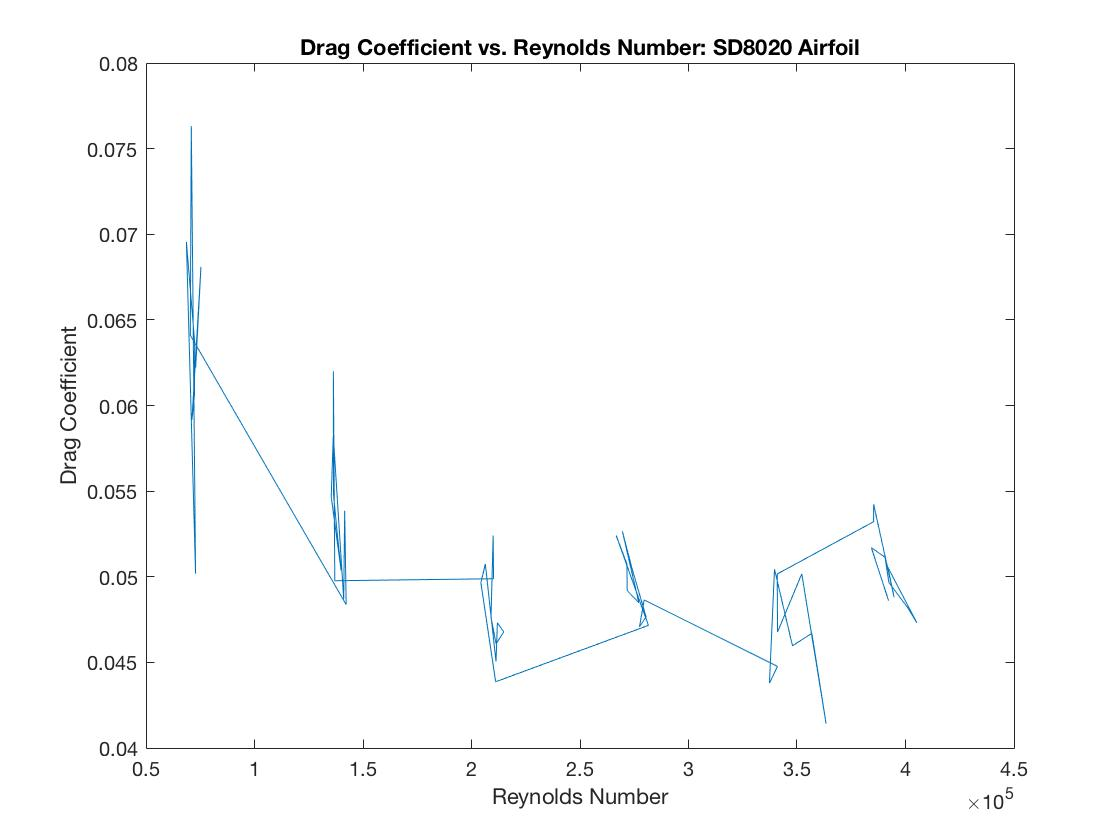 Drag Coefficient vs. Reynolds Number: SD8020 Airfoil
0.08
0.075
0.07
0.065
0.06
0.055
0.05
0.045
0.04
Drag Coefficient
0.5 1 1.5 2 2.5 3 3.5 4 4.5
Reynolds Number
×10⁵